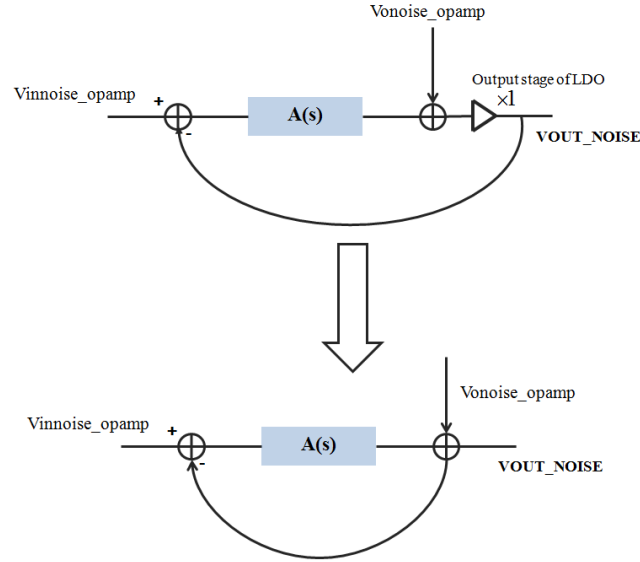 Vonoise_opamp
Output stage of LDO
Vinnoise_opamp
+
×1
A(s)
-
VOUT_NOISE
Vonoise_opamp
Vinnoise_opamp
+
A(s)
-
VOUT_NOISE